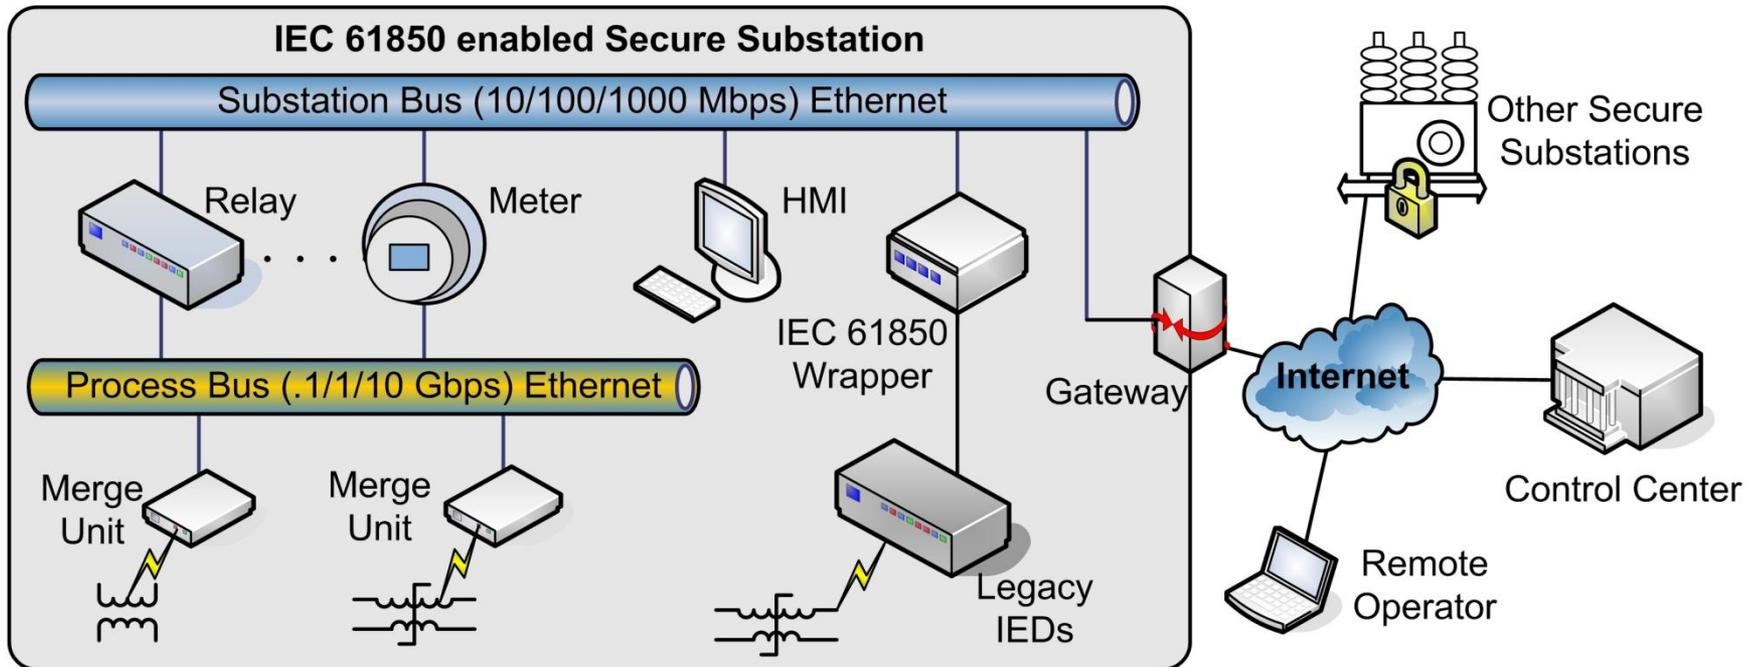 IEC 61850 enabled Secure Substation
Substation Bus (10/100/1000 Mbps) Ethernet
Other Secure
Substations
Relay
Meter
HMI
IEC 61850
Wrapper
Process Bus (.1/1/10 Gbps) Ethernet
Gateway
Internet
Control Center
Merge
Unit
Merge
Unit
Legacy
IEDs
Remote
Operator